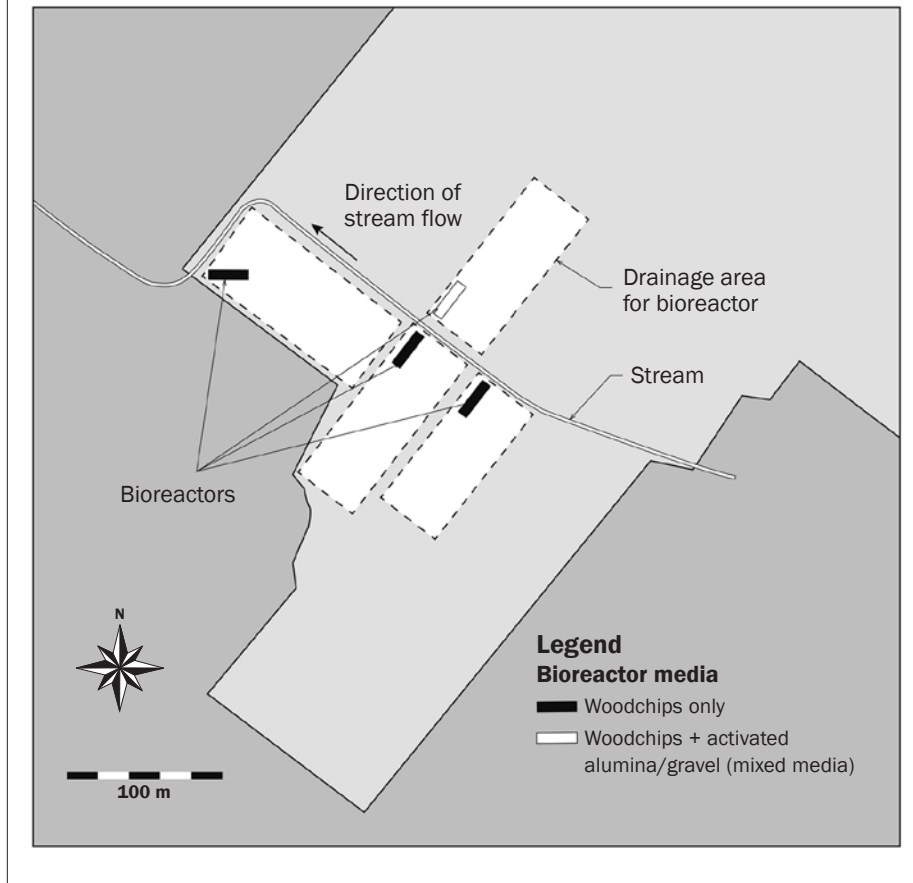 Direction of
stream flow
Drainage area
for bioreactor
Stream
Bioreactors
N
100 m
Legend
Bioreactor media
Woodchips only
Woodchips + activated
alumina/gravel (mixed media)